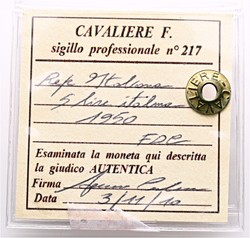 CAVALIERE F.
sigillo professionale n° 217
CAVALIERE
Rep. Italiana
5 lire italma
1950
FDC
Esaminata la moneta qui descritta
la giudico AUTENTICA
Firma
Data 3/11/10